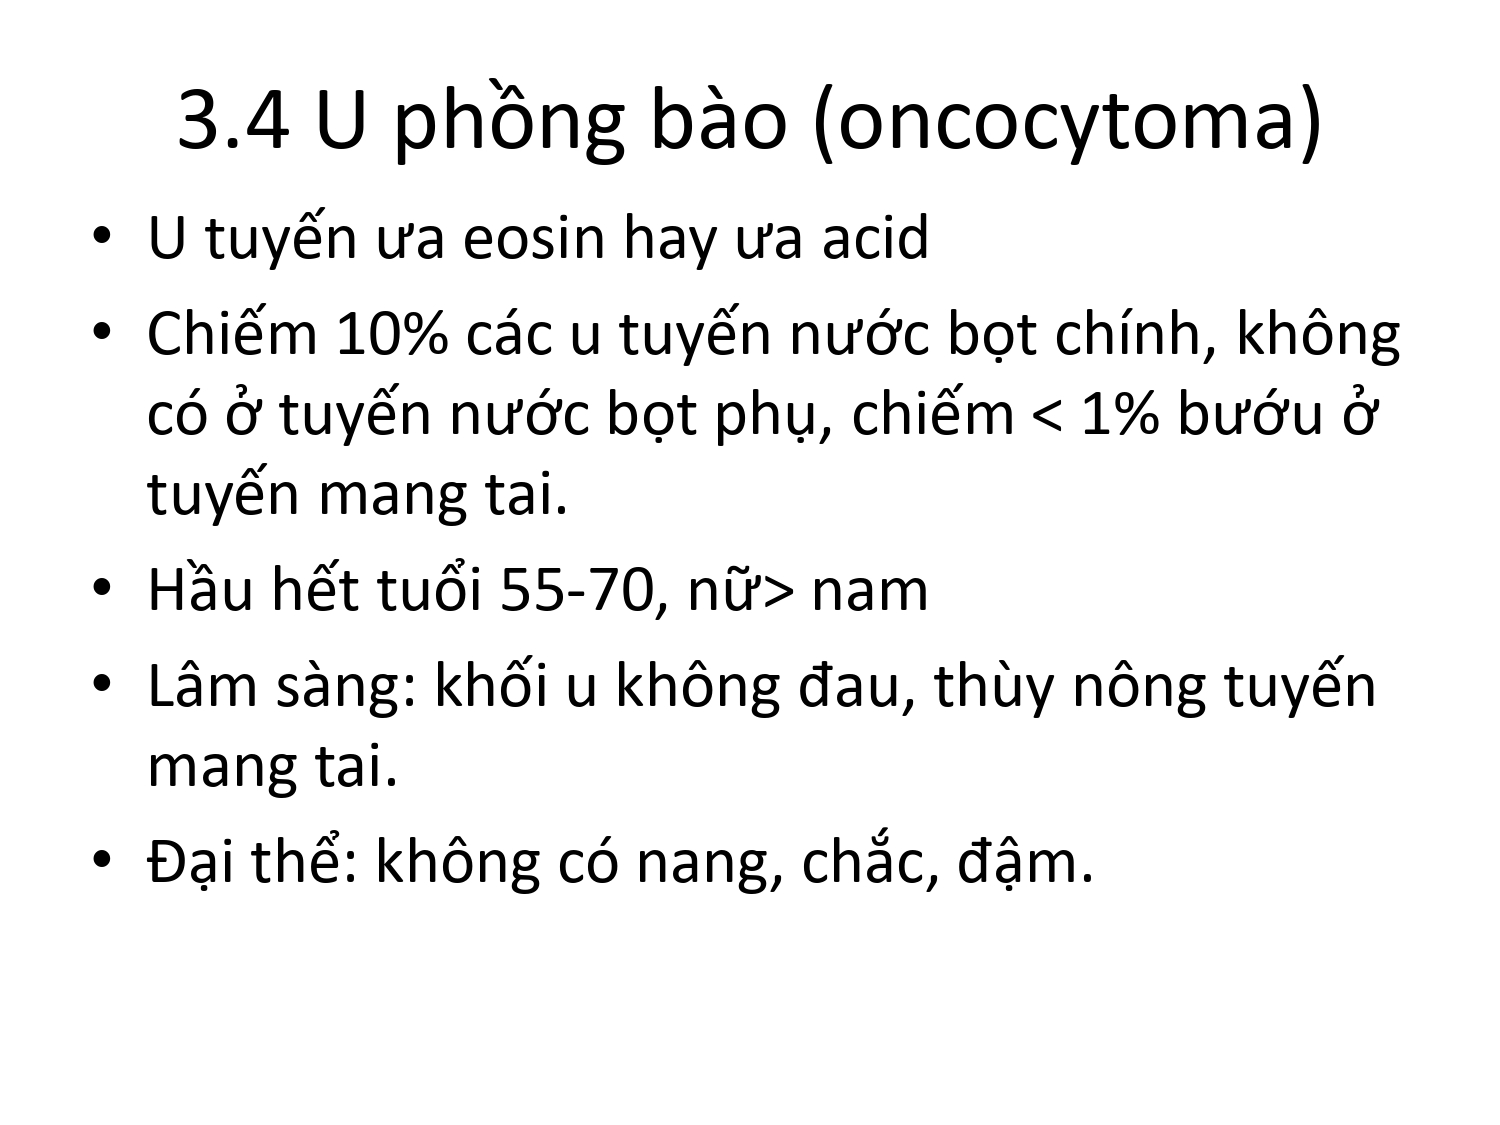 3.4 U phồng bào (oncocytoma)
• U tuyến ưa eosin hay ưa acid
• Chiếm 10% các u tuyến nước bọt chính, không
có ở tuyến nước bọt phụ, chiếm < 1% bướu ở
tuyến mang tai.
• Hầu hết tuổi 55-70, nữ> nam
• Lâm sàng: khối u không đau, thùy nông tuyến
mang tai.
• Đại thể: không có nang, chắc, đậm.